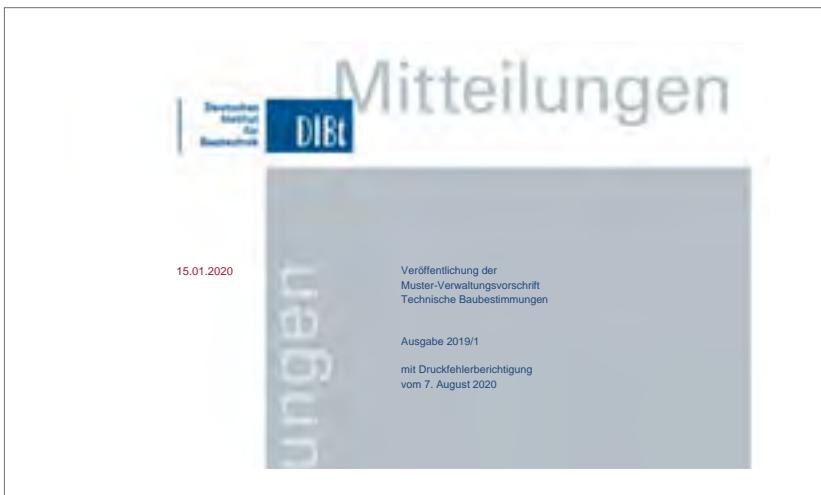 Mitteilungen
Deutsches
Institut
für
Bautechnik
DIBt
15.01.2020
Veröffentlichung der
Muster-Verwaltungsvorschrift
Technische Baubestimmungen
Ausgabe 2019/1
mit Druckfehlerberichtigung
vom 7. August 2020
ungen